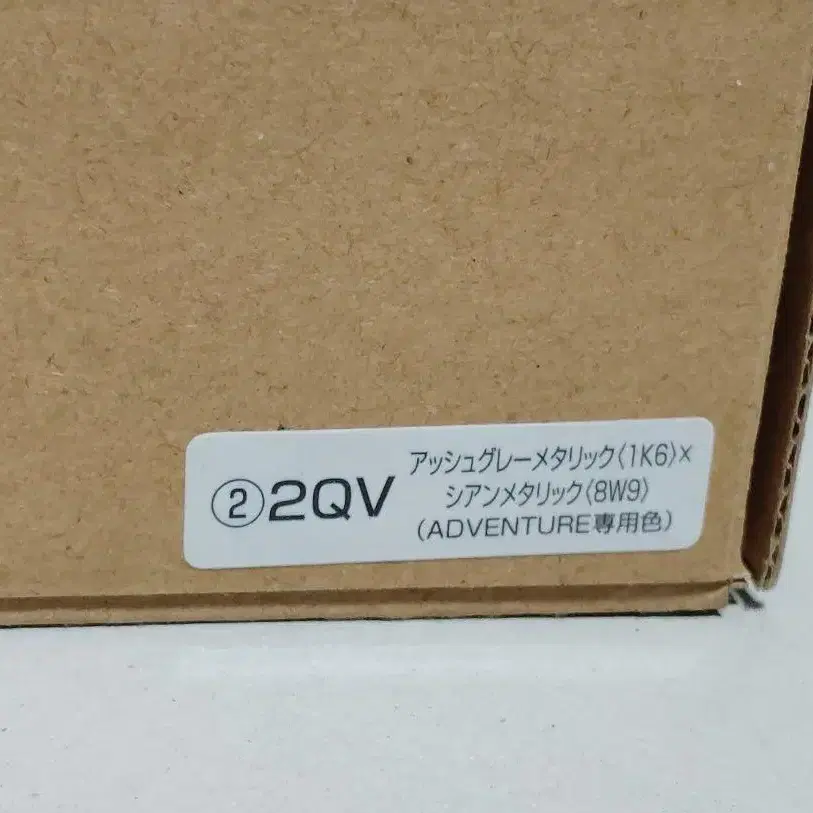 ②2QV
アッシュグレーメタリック〈1K6〉×
シアンメタリック〈8W9〉
(ADVENTURE専用色)